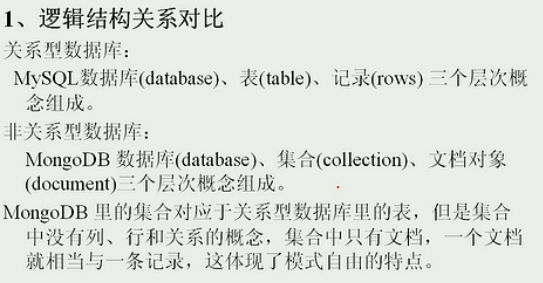 1、逻辑结构关系对比
关系型数据库：
MySQL数据库(database)、表(table)、记录(rows) 三个层次概
念组成。
非关系型数据库：
MongoDB 数据库(database)、集合(collection)、文档对象
(document)三个层次概念组成。
MongoDB 里的集合对应于关系型数据库里的表，但是集合
中没有列、行和关系的概念，集合中只有文档，一个文档
就相当与一条记录，这体现了模式自由的特点。